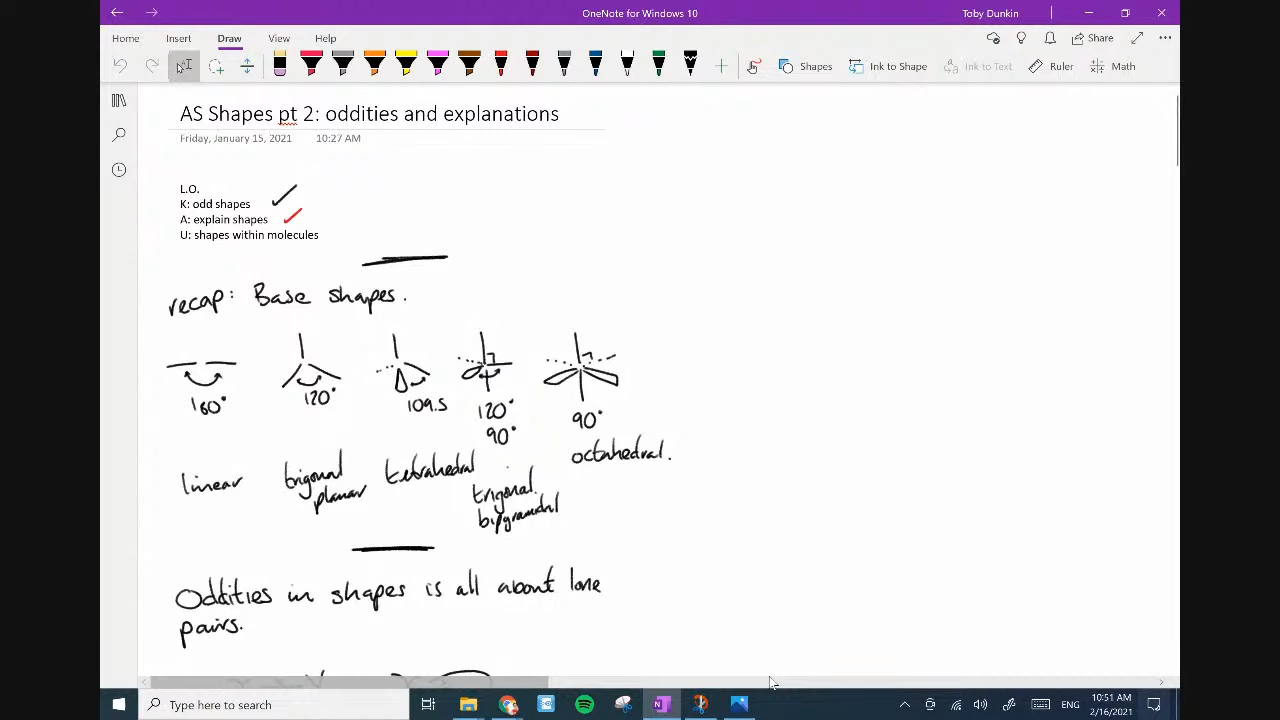 OneNote for Windows 10
Toby Dunkin
Home Insert Draw View Help
Share
Shapes Ink to Shape Ink to Text Ruler Math
AS Shapes pt 2: oddities and explanations
Friday, January 15, 2021 10:27 AM
L.O.
K: odd shapes
A: explain shapes
U: shapes within molecules
recap: Base shapes.
180° 120° 109.5 120° 90°
90°
linear trigonal planar tetrahedral trigonal bipyramidal octahedral.
Oddities in shapes is all about lone
pairs.
Type here to search
ENG
10:51 AM
2/16/2021